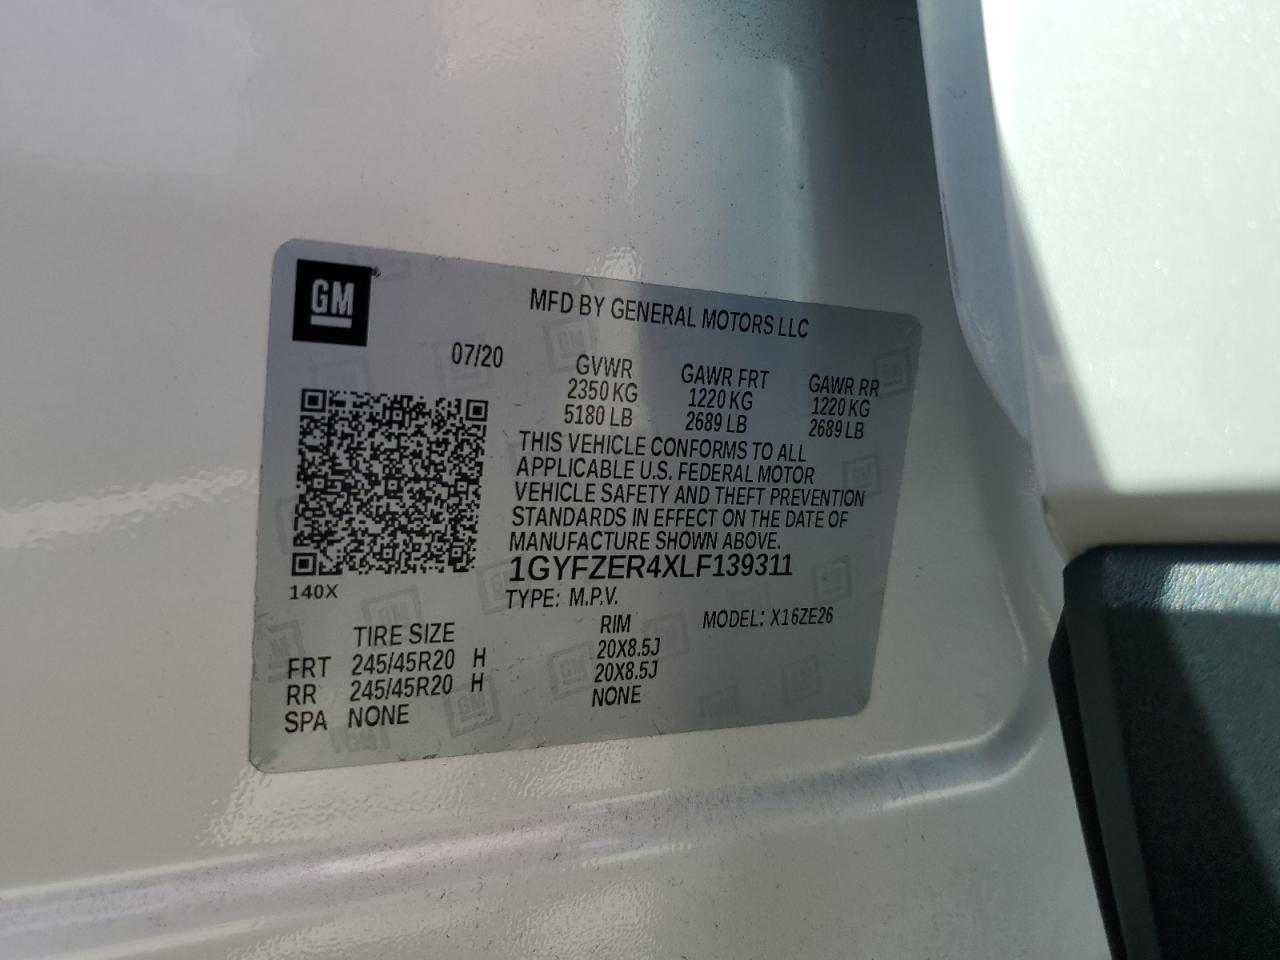 GM®
MFD BY GENERAL MOTORS LLC
07/20
GVWR GAWR FRT GAWR RR
2350 KG 1220 KG 1220 KG
5180 LB 2689 LB 2689 LB
THIS VEHICLE CONFORMS TO ALL
APPLICABLE U.S. FEDERAL MOTOR
VEHICLE SAFETY AND THEFT PREVENTION
STANDARDS IN EFFECT ON THE DATE OF
MANUFACTURE SHOWN ABOVE.
1GYFZER4XLF139311
140X
TYPE: M.P.V. MODEL: X16ZE26
TIRE SIZE RIM
FRT 245/45R20 H 20X8.5J
RR 245/45R20 H 20X8.5J
SPA NONE NONE